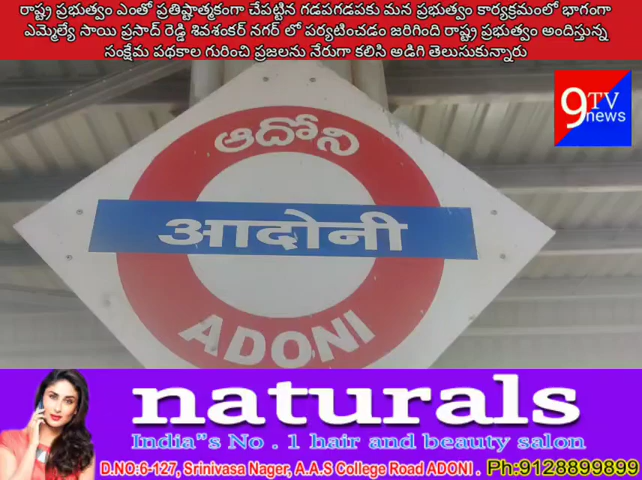 రాష్ట్ర ప్రభుత్వం ఎంతో ప్రతిష్టాత్మకంగా చేపట్టిన గడపగడపకు మన ప్రభుత్వం కార్యక్రమంలో భాగంగా
ఎమ్మెల్యే సాయి ప్రసాద్ రెడ్డి శివశంకర్ నగర్ లో పర్యటించడం జరిగింది రాష్ట్ర ప్రభుత్వం అందిస్తున్న
సంక్షేమ పథకాల గురించి ప్రజలను నేరుగా కలిసి అడిగి తెలుసుకున్నారు
9 TV
news
ఆదోని
आदोनी
ADONI
naturals
India"s No . 1 hair and beauty salon
D.NO:6-127, Srinivasa Nager, A.A.S College Road ADONI . Ph:9128899899